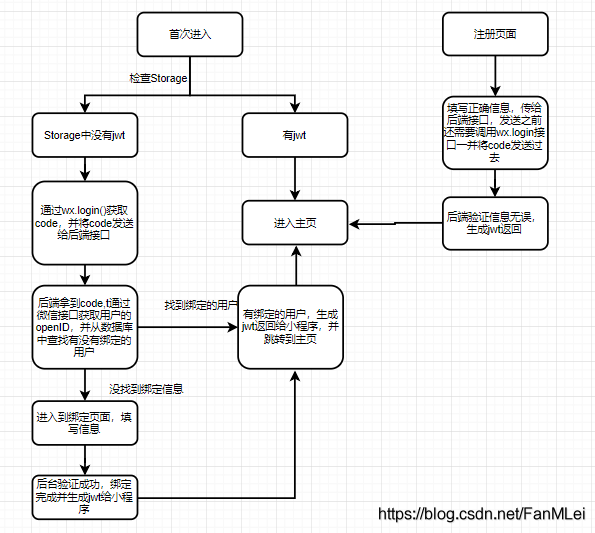 首次进入
注册页面
检查Storage
Storage中没有jwt
有jwt
填写正确信息，传给
后端接口，发送之前
还需要调用wx.login接
口一并将code发送过
去
通过wx.login()获取
code，并将code发送
给后端接口
进入主页
后端验证信息无误，
生成jwt返回
后端拿到code,t通过
微信接口获取用户的
openID，并从数据库
中查找有没有绑定的
用户
找到绑定的用户
有绑定的用户，生成
jwt返回给小程序，并
跳转到主页
没找到绑定信息
进入到绑定页面，填
写信息
后台验证成功，绑定
完成并生成jwt给小程
序
https://blog.csdn.net/FanMLei